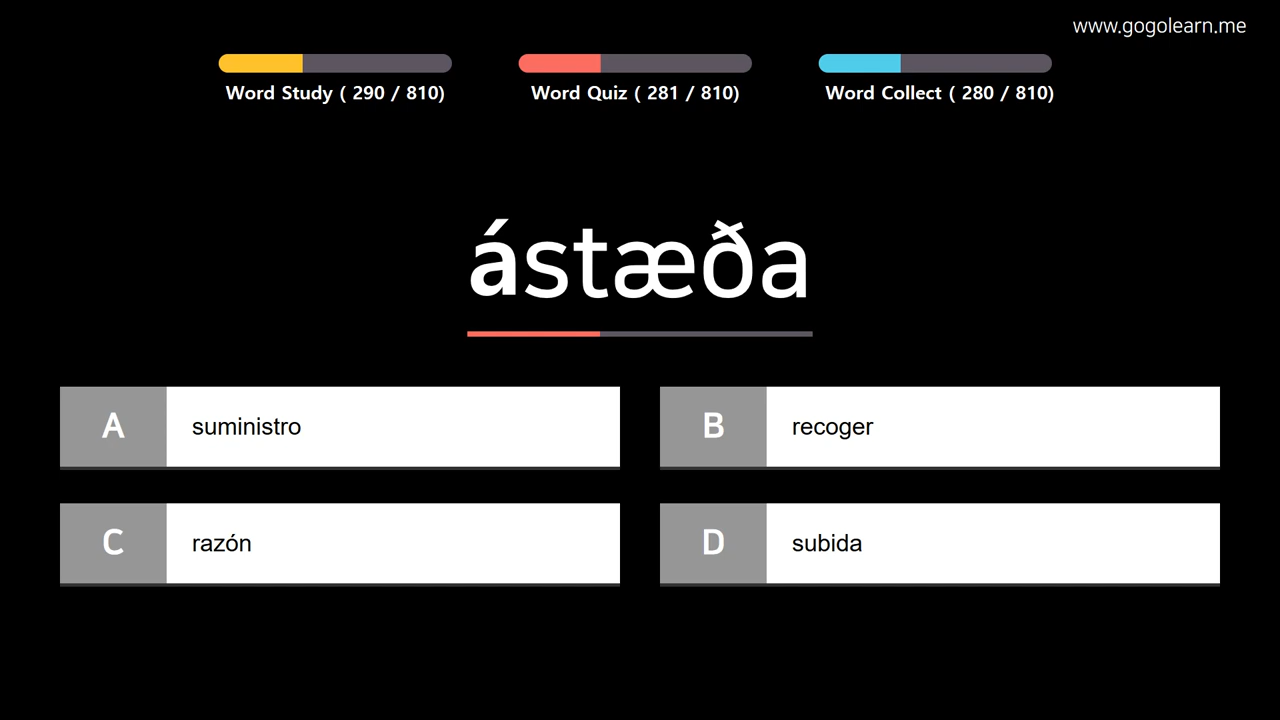 www.gogolearn.me
Word Study ( 290 / 810)
Word Quiz ( 281 / 810)
Word Collect ( 280 / 810)
ástæða
A suministro
B recoger
C razón
D subida